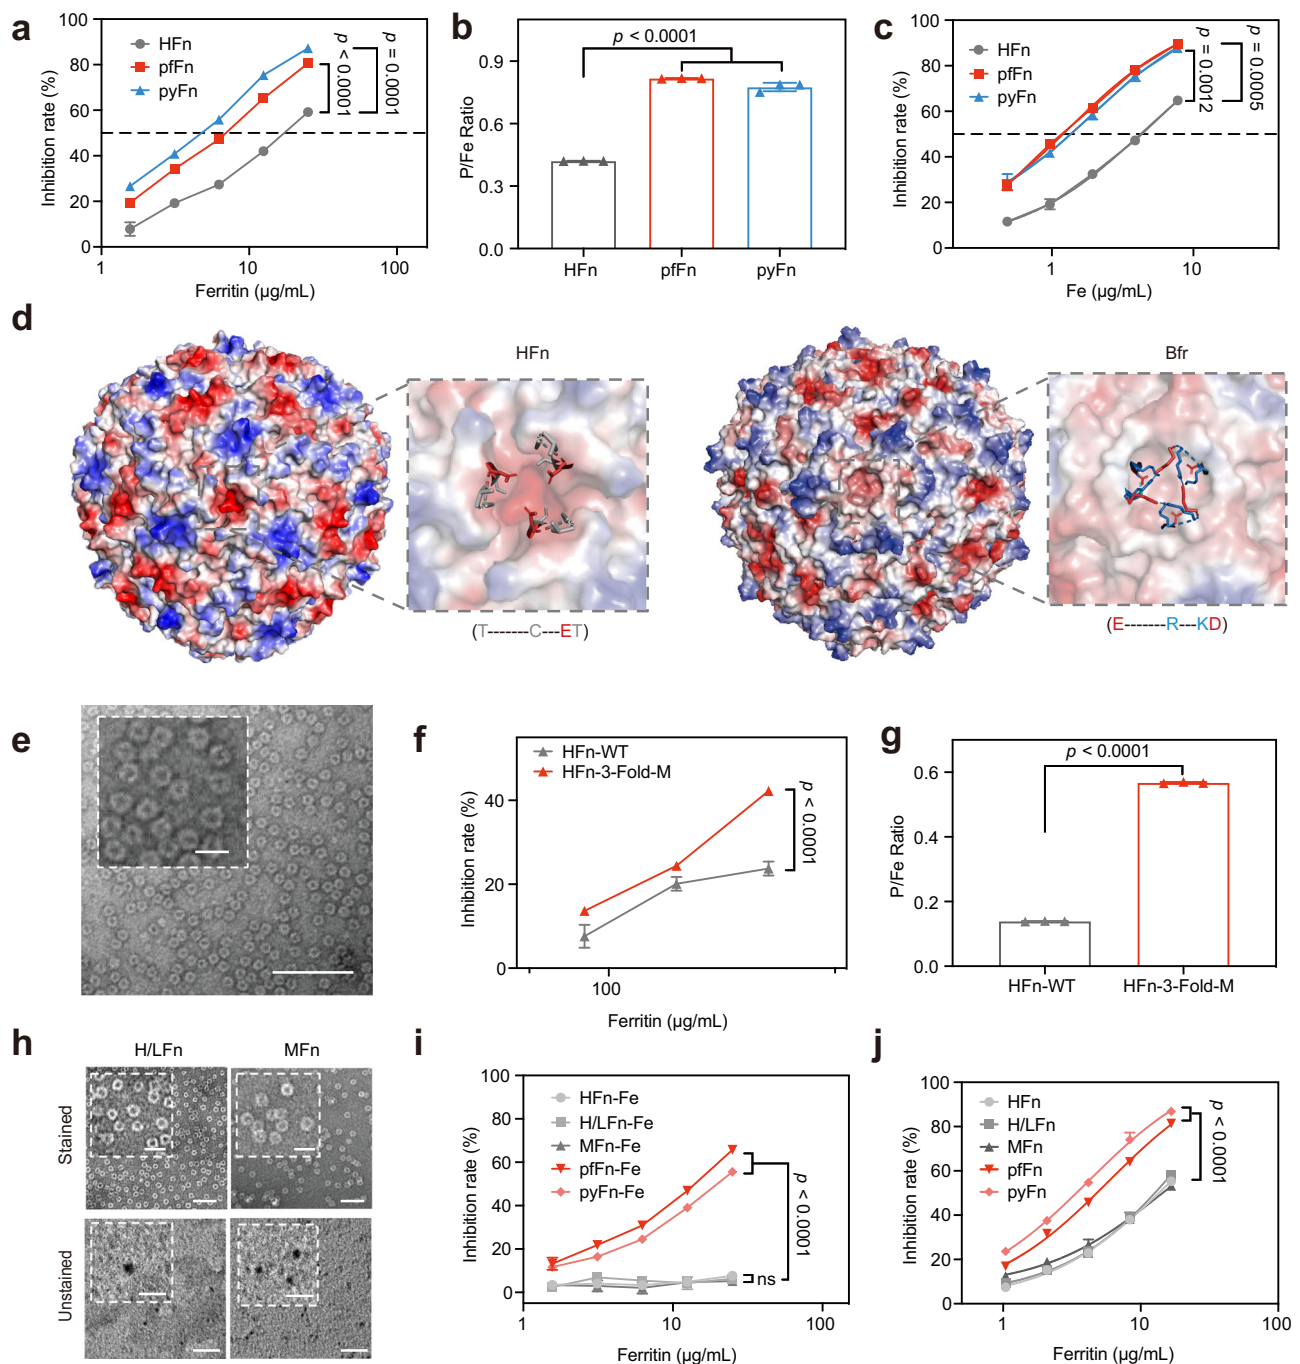 a
100
80
60
40
20
0
Inhibition rate (%)
HFn
pfFn
pyFn
p < 0.0001
p = 0.0001
1
10
100
Ferritin (µg/mL)
b
p < 0.0001
0.9
0.6
0.3
0.0
P/Fe Ratio
HFn
pfFn
pyFn
c
100
80
60
40
20
0
Inhibition rate (%)
HFn
pfFn
pyFn
p = 0.0012
p = 0.0005
1
10
Fe (µg/mL)
d
HFn
(T-------C---ET)
Bfr
(E-------R---KD)
e
f
HFn-WT
HFn-3-Fold-M
40
20
0
Inhibition rate (%)
p < 0.0001
100
Ferritin (µg/mL)
g
p < 0.0001
0.6
0.4
0.2
0.0
P/Fe Ratio
HFn-WT
HFn-3-Fold-M
h
H/LFn
MFn
Stained
Unstained
i
100
80
60
40
20
0
Inhibition rate (%)
HFn-Fe
H/LFn-Fe
MFn-Fe
pfFn-Fe
pyFn-Fe
p < 0.0001
ns
1
10
100
Ferritin (µg/mL)
j
100
80
60
40
20
0
Inhibition rate (%)
HFn
H/LFn
MFn
pfFn
pyFn
p < 0.0001
1
10
100
Ferritin (µg/mL)